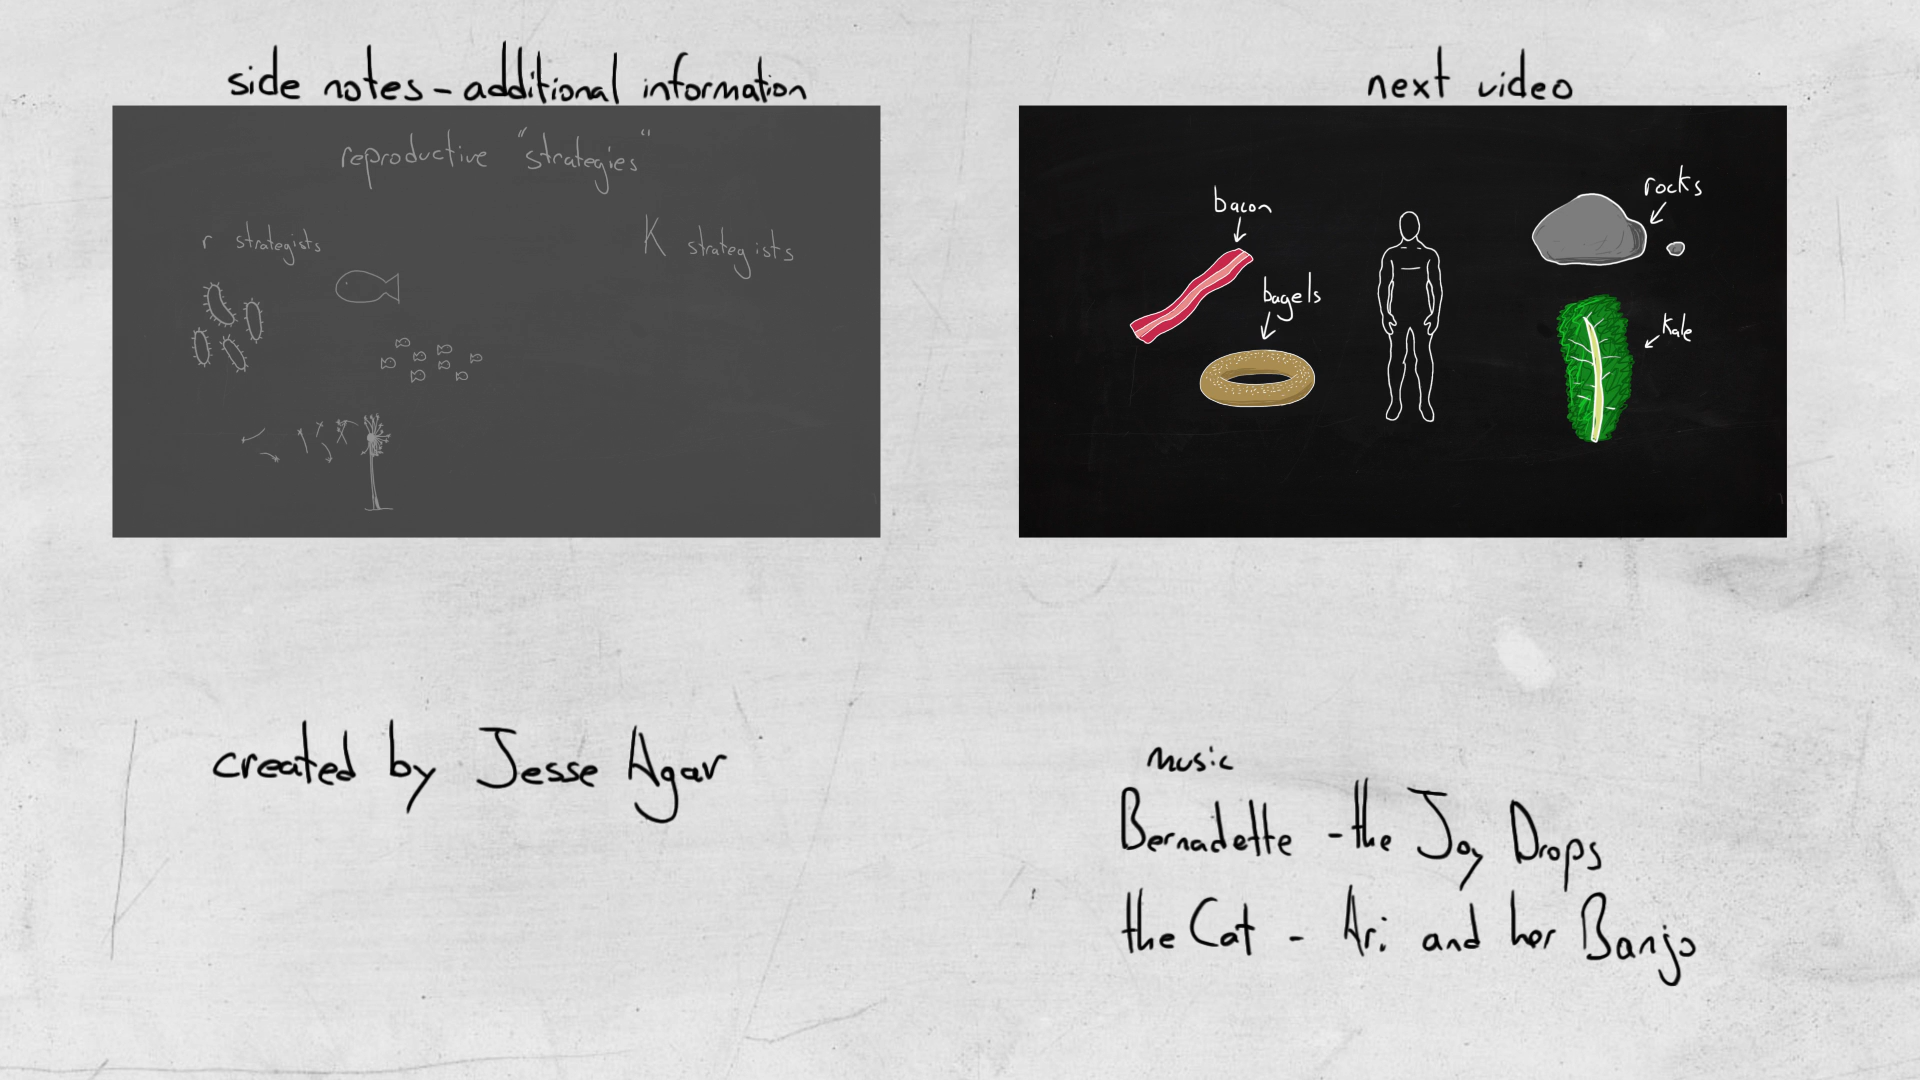 side notes - additional information
reproductive "strategies"
r strategists
K strategists
next video
bacon
bagels
rocks
kale
created by Jesse Agar
music
Bernadette - the Joy Drops
the Cat - Ari and her Banjo